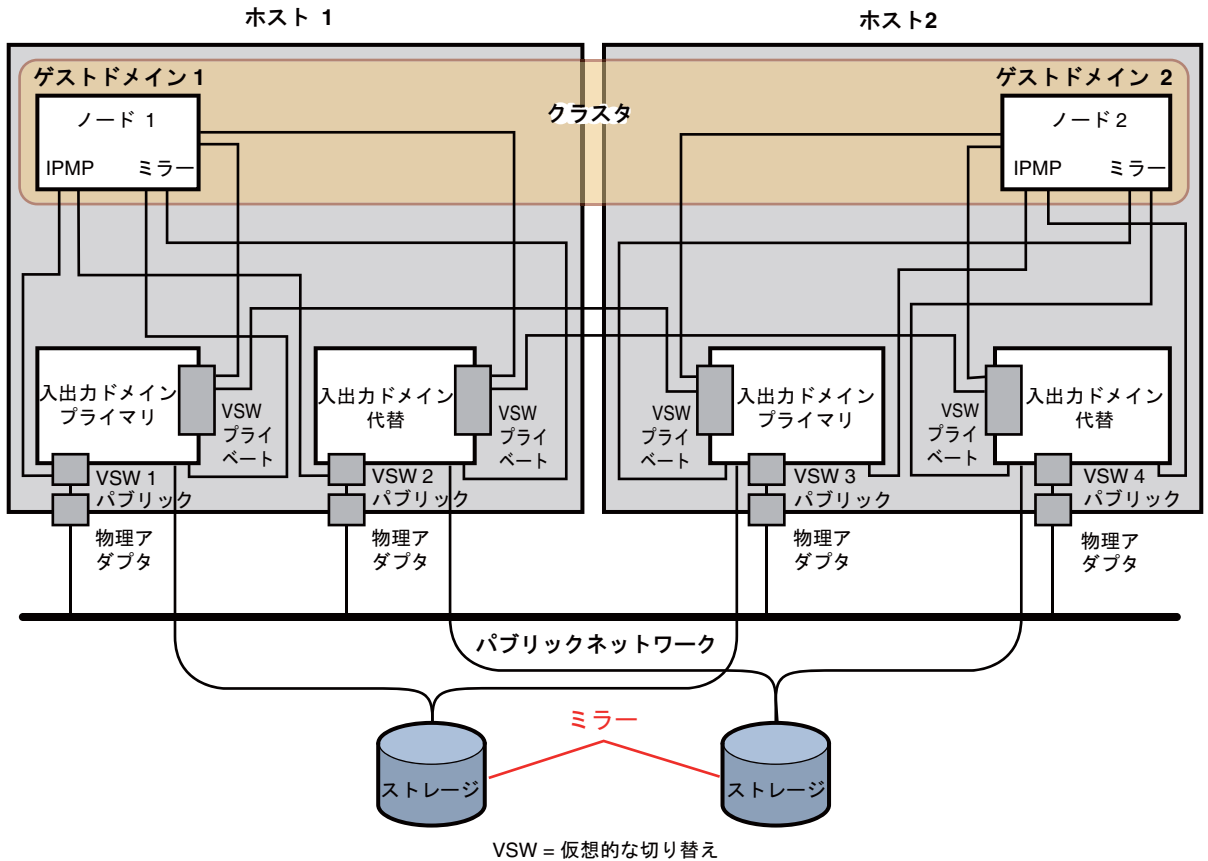 ホスト 1
ホスト2
ゲストドメイン 1
ゲストドメイン 2
クラスタ
ノード 1
IPMP ミラー
ノード 2
IPMP ミラー
入出力ドメイン
プライマリ
VSW
プライ
ベート
入出力ドメイン
代替
VSW
プライ
ベート
VSW
プライ
ベート
入出力ドメイン
プライマリ
VSW
プライ
ベート
入出力ドメイン
代替
VSW 1
パブリック
VSW 2
パブリック
VSW 3
パブリック
VSW 4
パブリック
物理ア
ダプタ
物理ア
ダプタ
物理ア
ダプタ
物理ア
ダプタ
パブリックネットワーク
ミラー
ストレージ
ストレージ
VSW = 仮想的な切り替え